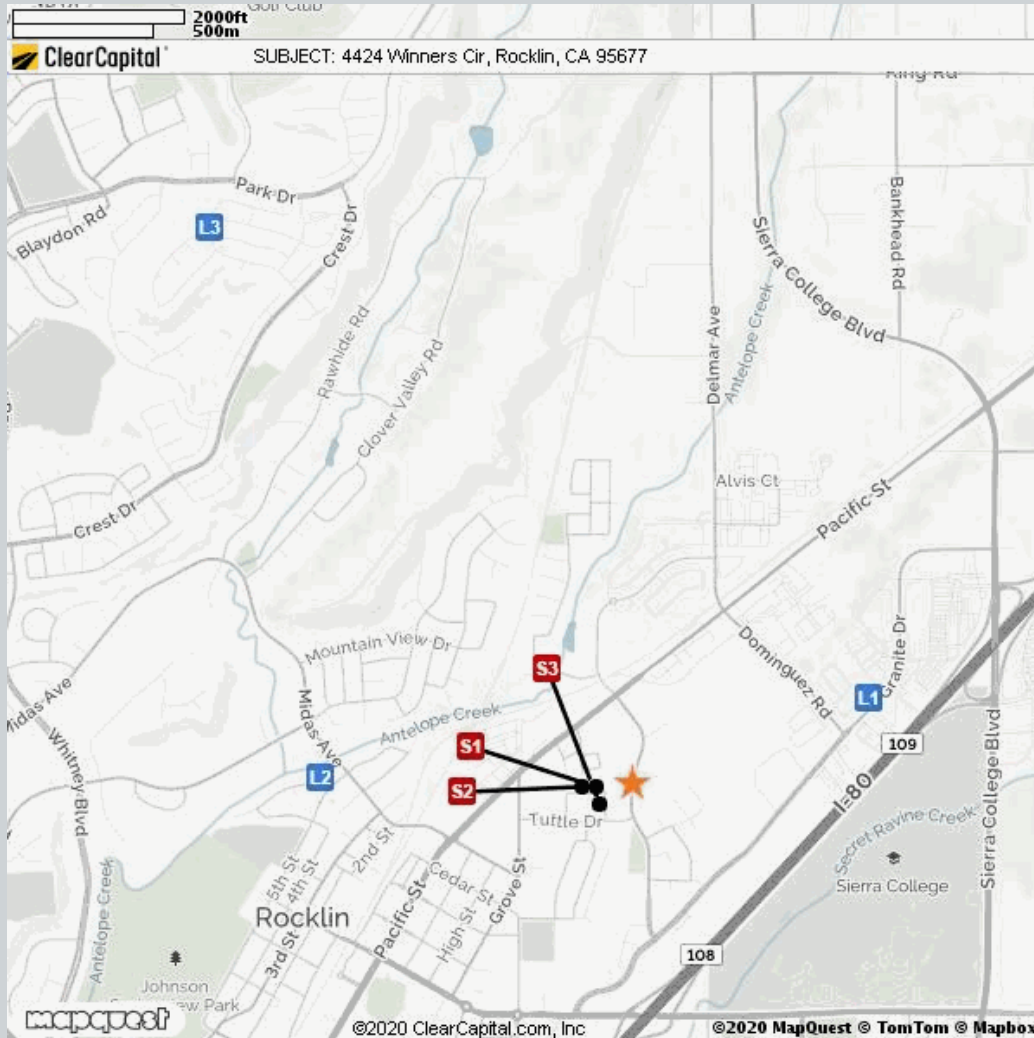 2000ft
500m
Golf Club
ClearCapital
SUBJECT: 4424 Winners Cir, Rocklin, CA 95677
King Rd
Park Dr
L3
Blaydon Rd
Crest Dr
Bankhead Rd
Sierra College Blvd
Rawhide Rd
Delmar Ave
Antelope Creek
Clover Valley Rd
Alvis Ct
Pacific St
Crest Dr
Granite Dr
Mountain View Dr
Dominguez Rd
S3
L1
Midas Ave
Midas Ave
Antelope Creek
Whitney Blvd
S1
109
L2
S2
I-80
Sierra College Blvd
Tuftle Dr
Secret Ravine Creek
2nd St
5th St
4th St
Cedar St
Sierra College
Grove St
Rocklin
Pacific St
High St
Antelope Creek
3rd St
108
Johnson
ew Park
mapquest
©2020 ClearCapital.com, Inc
©2020 MapQuest © TomTom © Mapbox